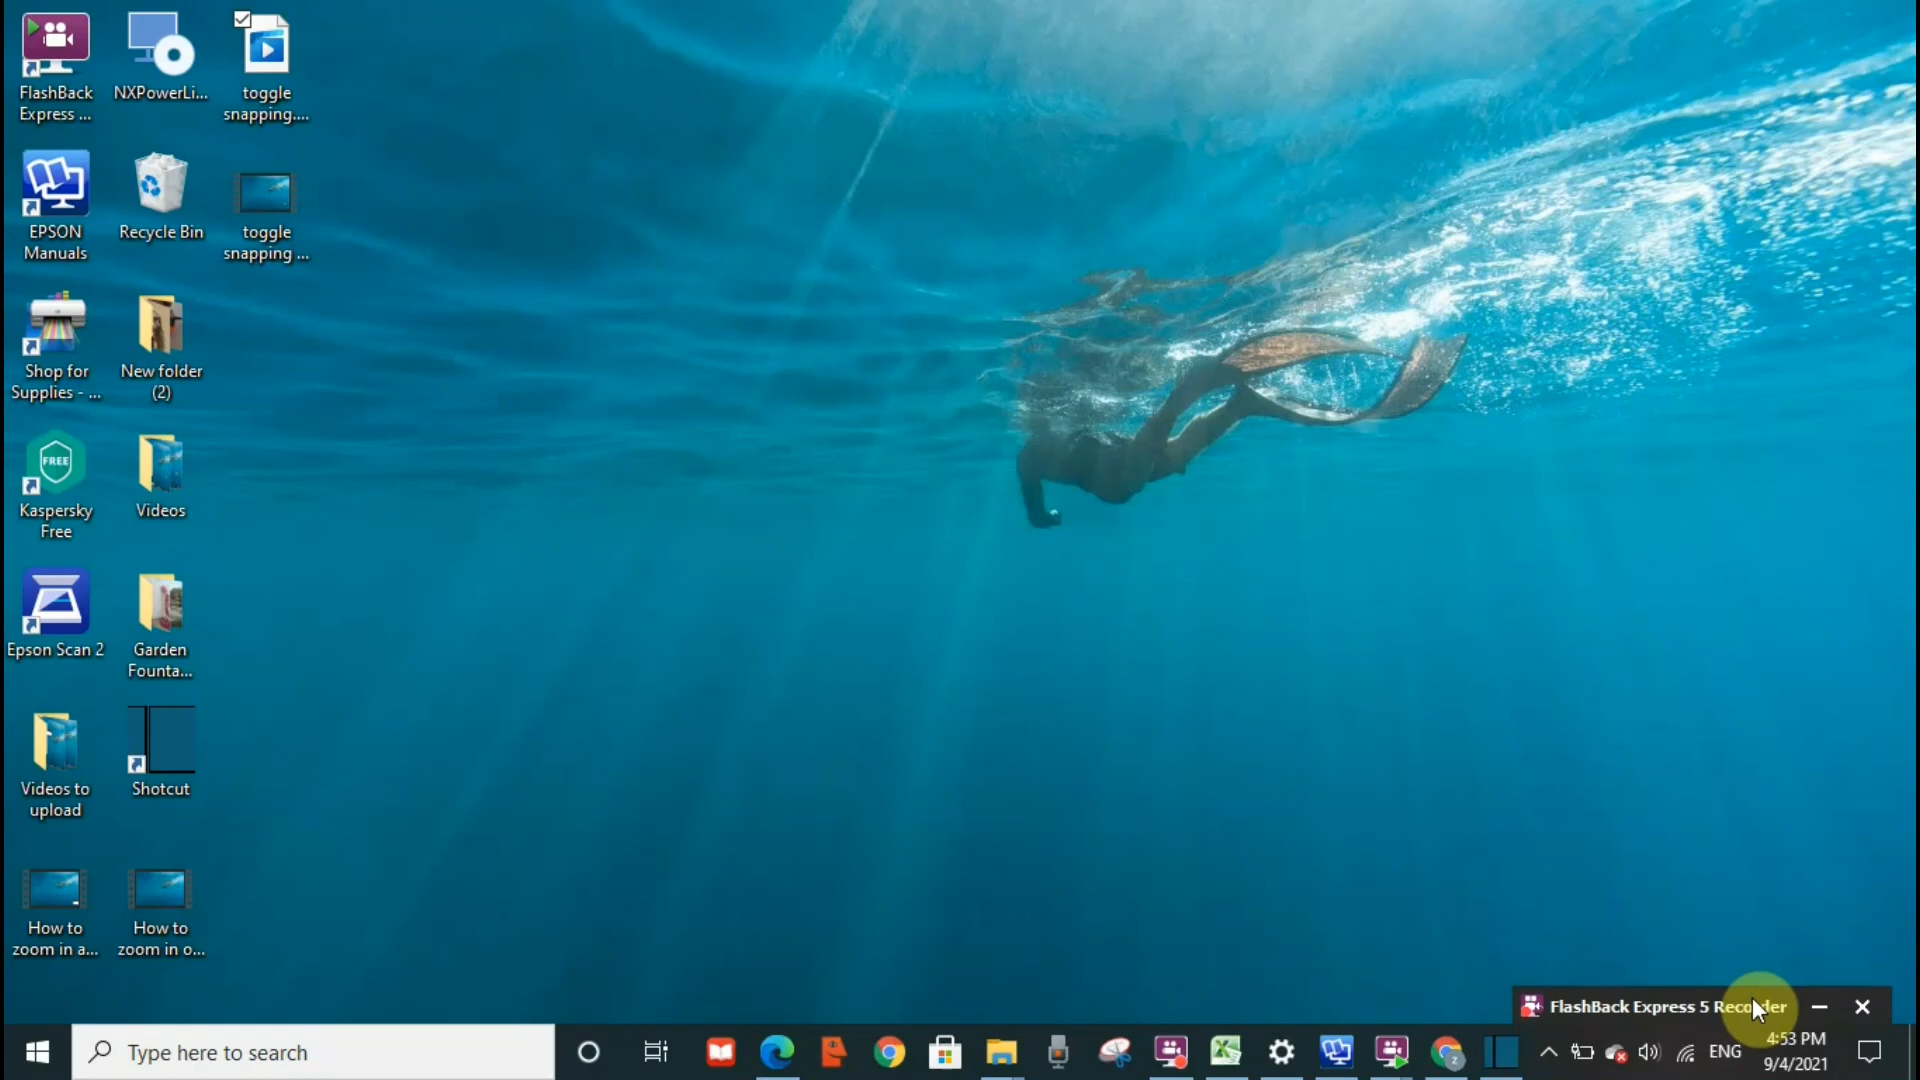 FlashBack
Express ...
NXPowerLi...
toggle
snapping....
EPSON
Manuals
Recycle Bin
toggle
snapping ...
Shop for
Supplies - ...
New folder
(2)
FREE
Kaspersky
Free
Videos
Epson Scan 2
Garden
Founta...
Videos to
upload
Shotcut
How to
zoom in a...
How to
zoom in o...
FlashBack Express 5 Recorder
Type here to search
ENG
4:53 PM
9/4/2021